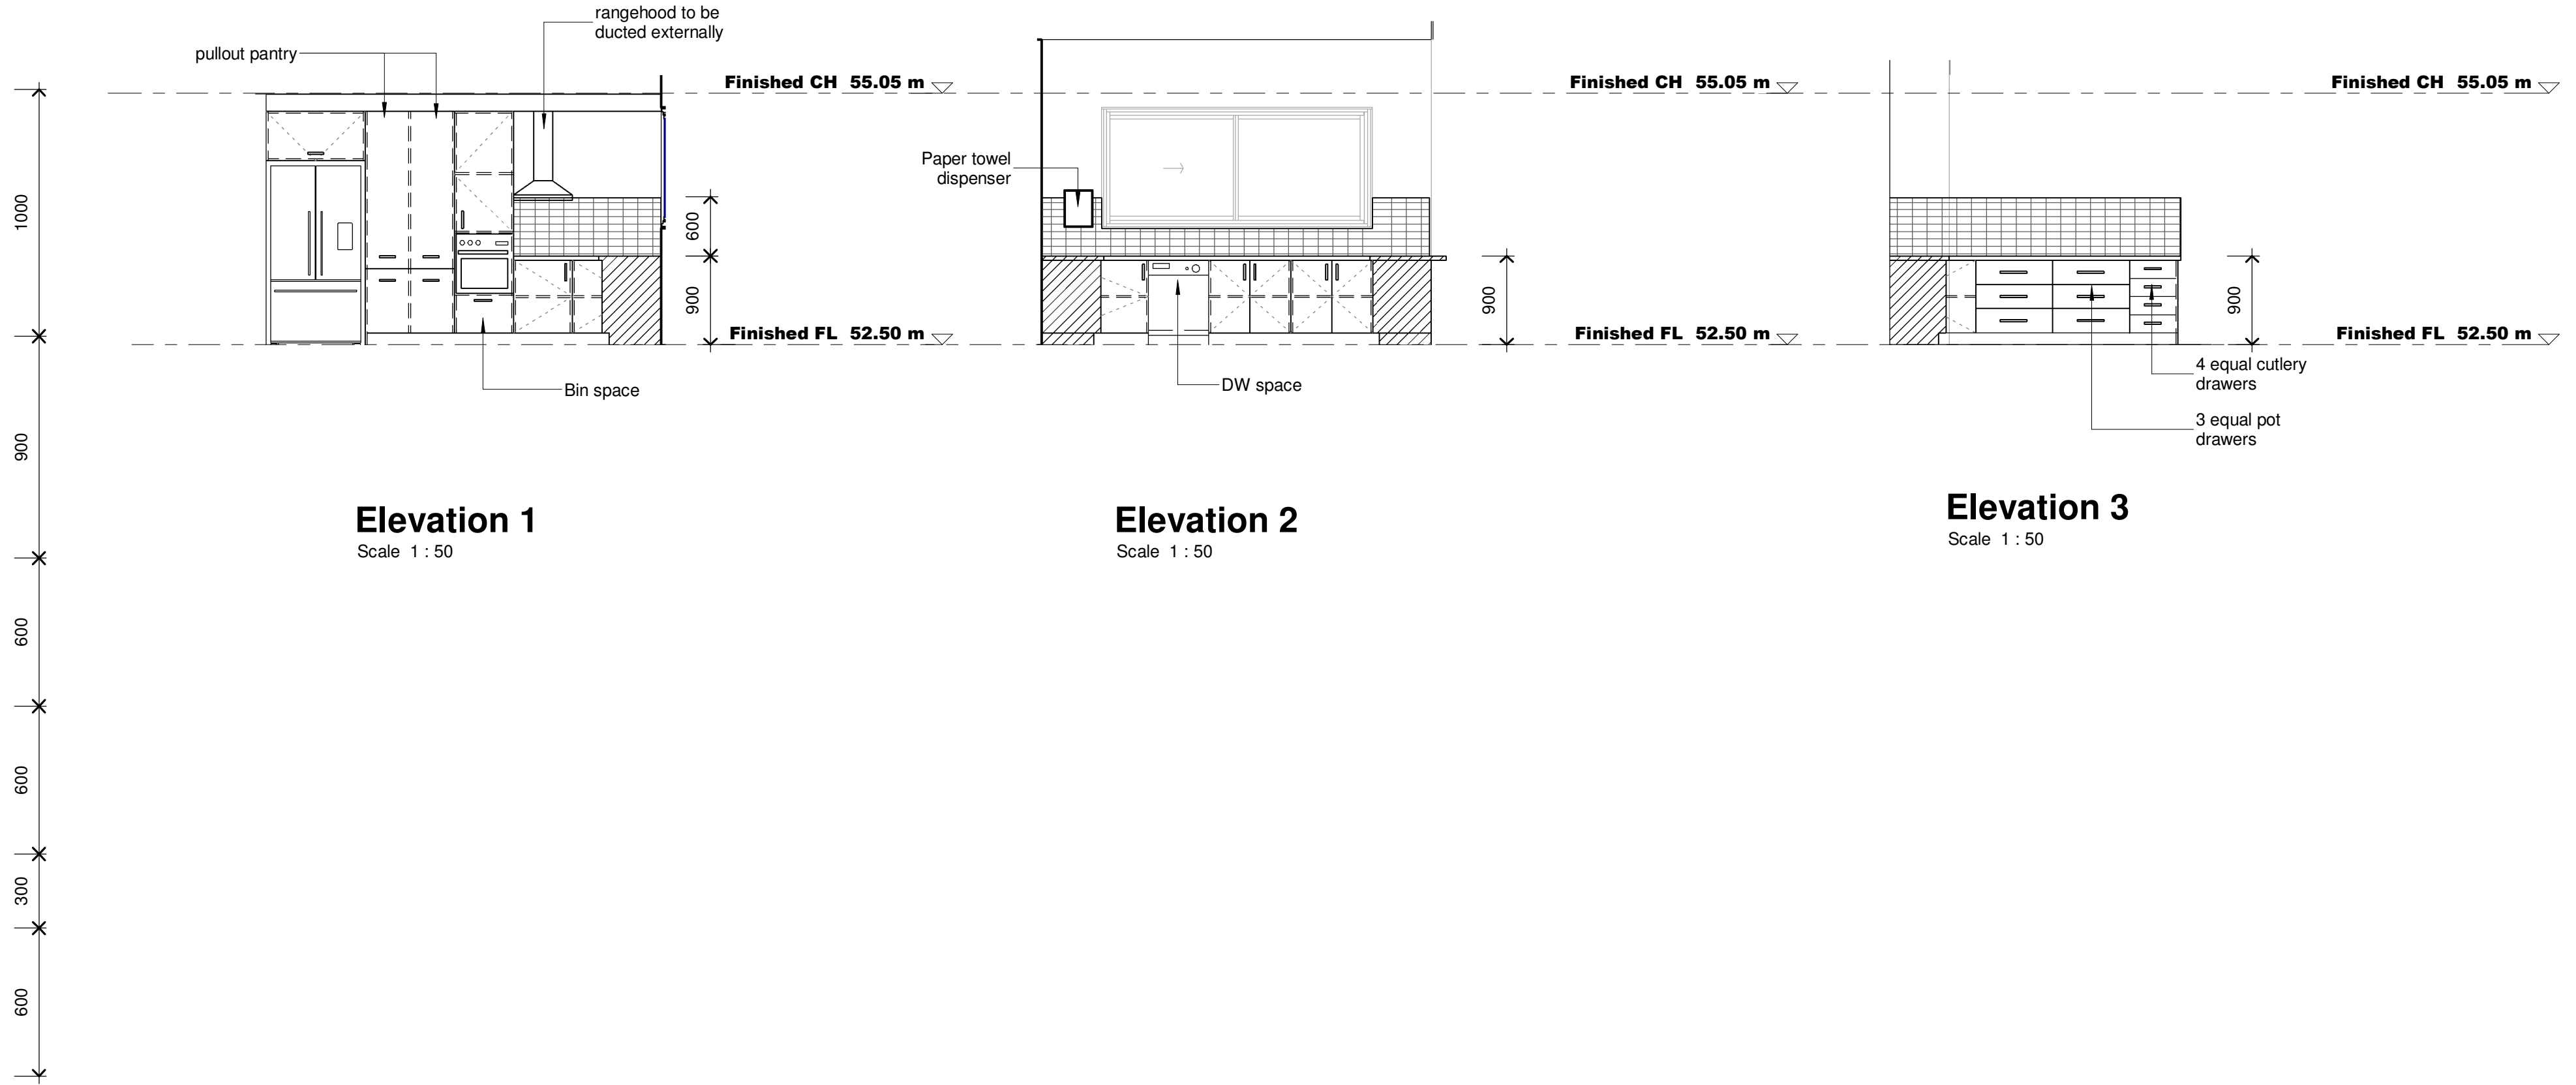 rangehood to be
ducted externally
pullout pantry
Finished CH 55.05 m
Finished CH 55.05 m
Finished CH 55.05 m
Paper towel
dispenser
1000
600
900
900
900
Finished FL 52.50 m
Finished FL 52.50 m
Finished FL 52.50 m
Bin space
DW space
4 equal cutlery
drawers
3 equal pot
drawers
900
Elevation 1
Scale 1 : 50
Elevation 2
Scale 1 : 50
Elevation 3
Scale 1 : 50
600
600
300
600